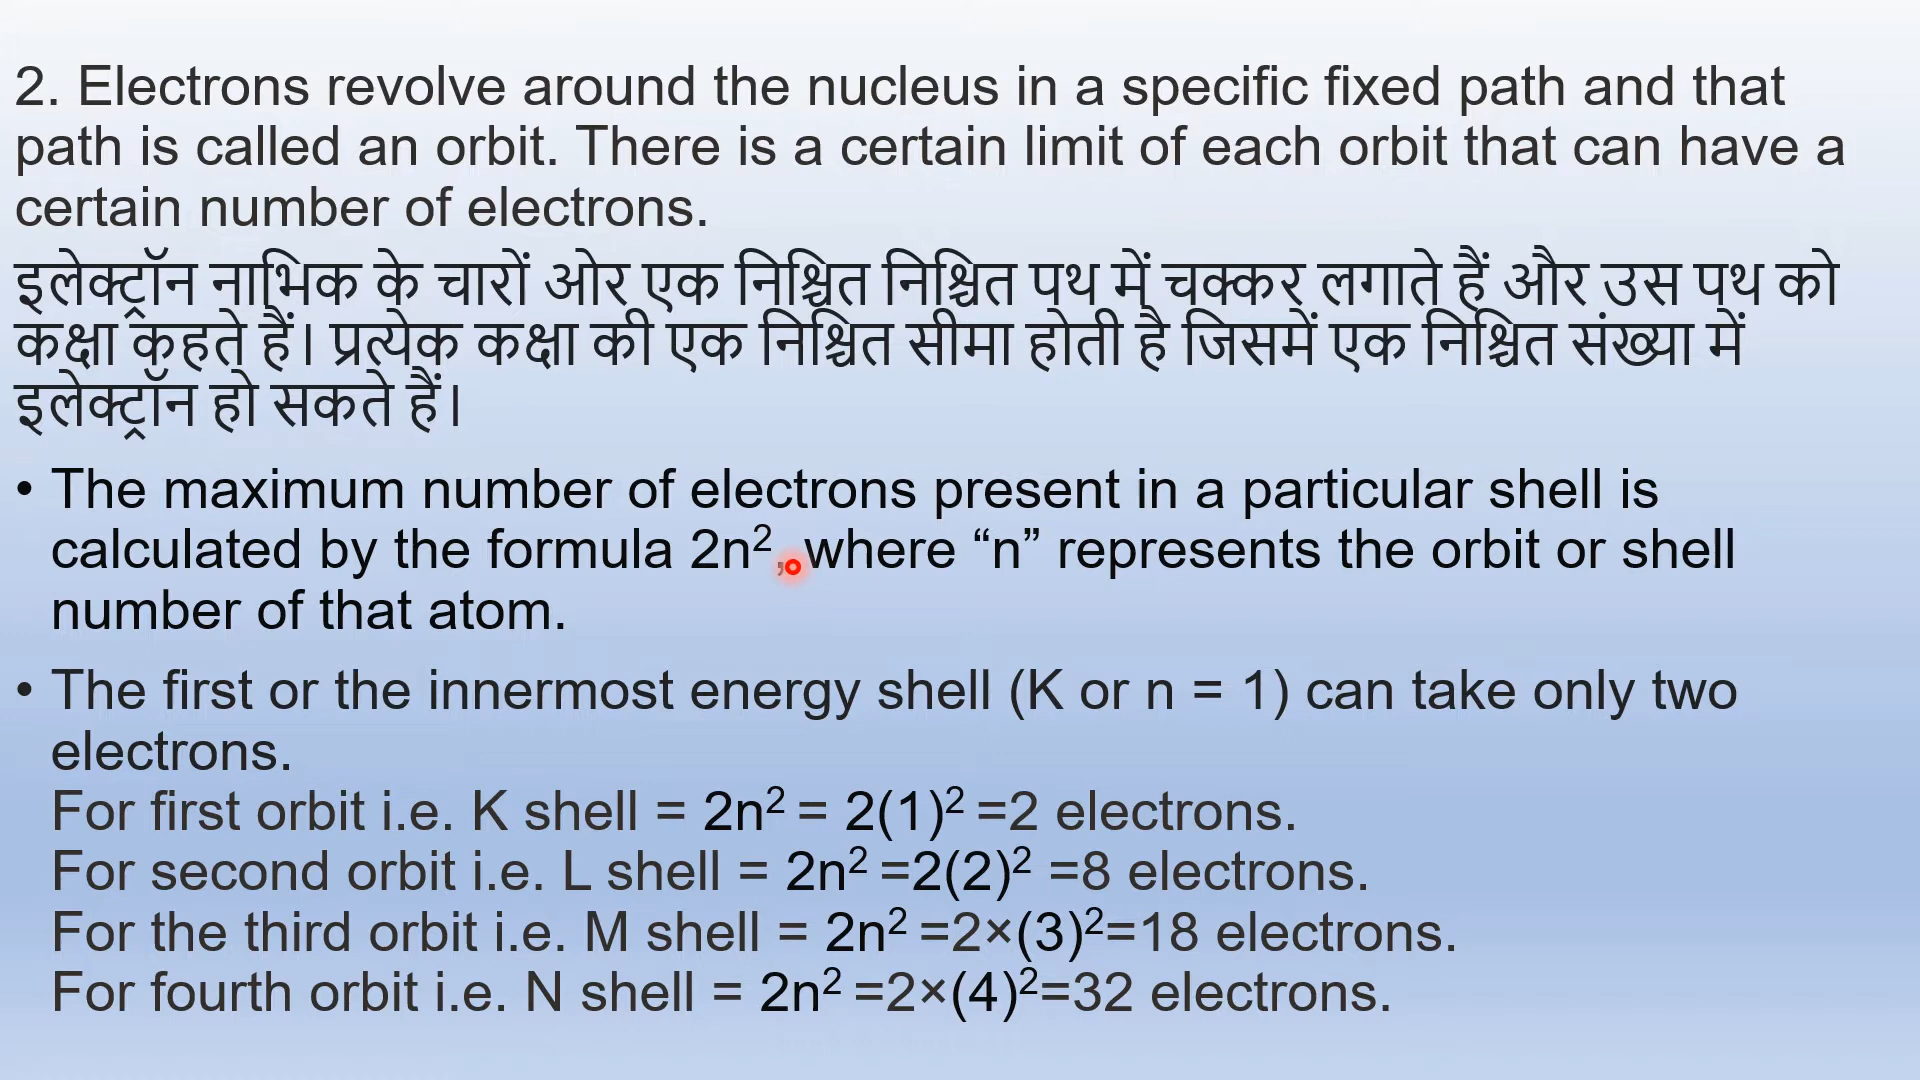 2. Electrons revolve around the nucleus in a specific fixed path and that
path is called an orbit. There is a certain limit of each orbit that can have a
certain number of electrons.
इलेक्ट्रॉन नाभिक के चारों ओर एक निश्चित निश्चित पथ में चक्कर लगाते हैं और उस पथ को
कक्षा कहते हैं। प्रत्येक कक्षा की एक निश्चित सीमा होती है जिसमें एक निश्चित संख्या में
इलेक्ट्रॉन हो सकते हैं।
• The maximum number of electrons present in a particular shell is
calculated by the formula 2n², where “n” represents the orbit or shell
number of that atom.
• The first or the innermost energy shell (K or n = 1) can take only two
electrons.
For first orbit i.e. K shell = 2n² = 2(1)² =2 electrons.
For second orbit i.e. L shell = 2n² =2(2)² =8 electrons.
For the third orbit i.e. M shell = 2n² =2×(3)²=18 electrons.
For fourth orbit i.e. N shell = 2n² =2×(4)²=32 electrons.